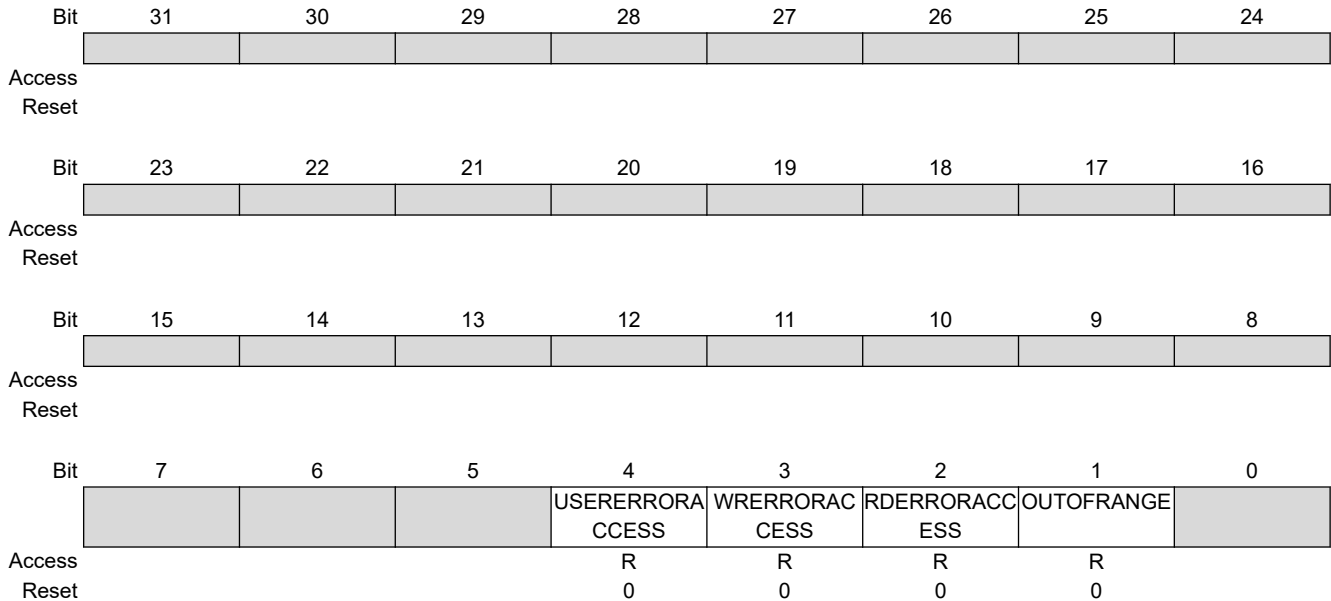 Bit 31 30 29 28 27 26 25 24
Access
Reset
Bit 23 22 21 20 19 18 17 16
Access
Reset
Bit 15 14 13 12 11 10 9 8
Access
Reset
Bit 7 6 5 4 3 2 1 0
USERERRORA WRERRORAC RDERRORACC OUTOFRANGE
CCESS CESS ESS
Access R R R R
Reset 0 0 0 0